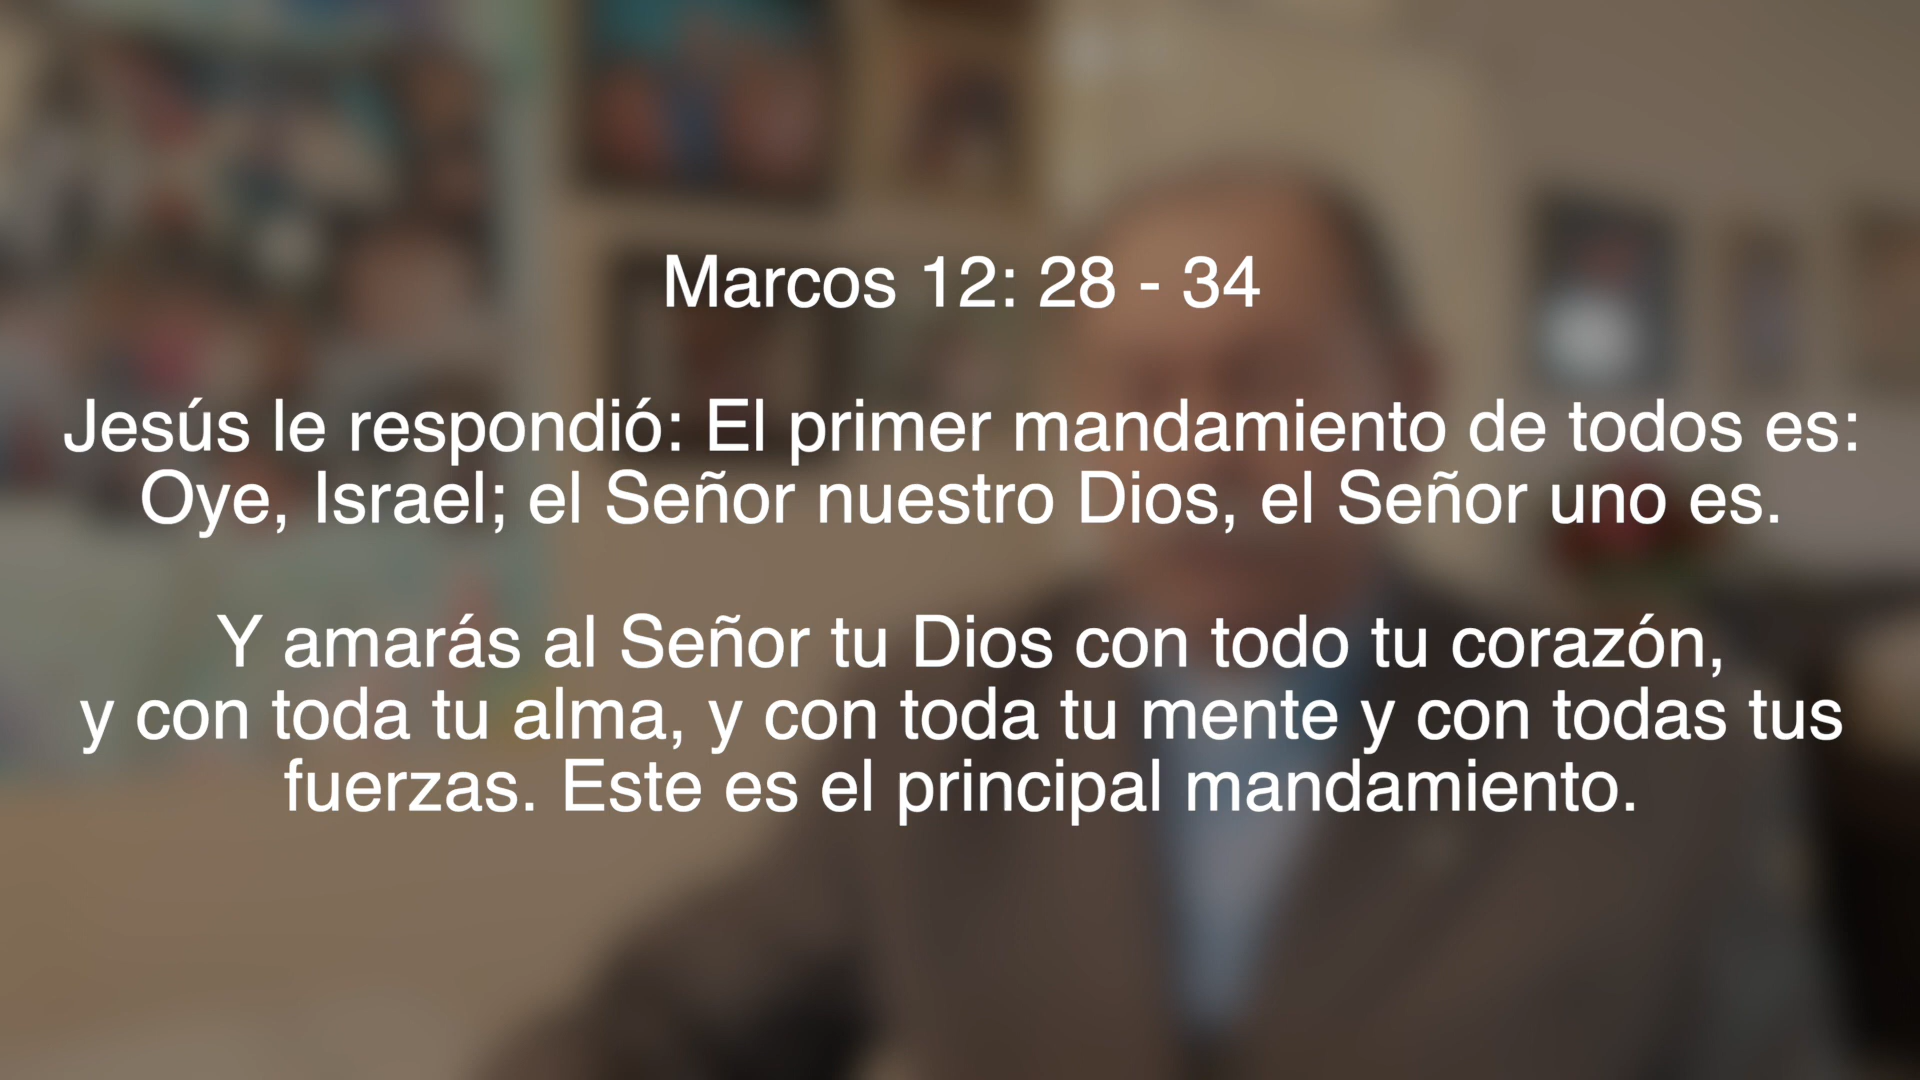 Marcos 12: 28 - 34
Jesús le respondió: El primer mandamiento de todos es:
Oye, Israel; el Señor nuestro Dios, el Señor uno es.
Y amarás al Señor tu Dios con todo tu corazón,
y con toda tu alma, y con toda tu mente y con todas tus
fuerzas. Este es el principal mandamiento.